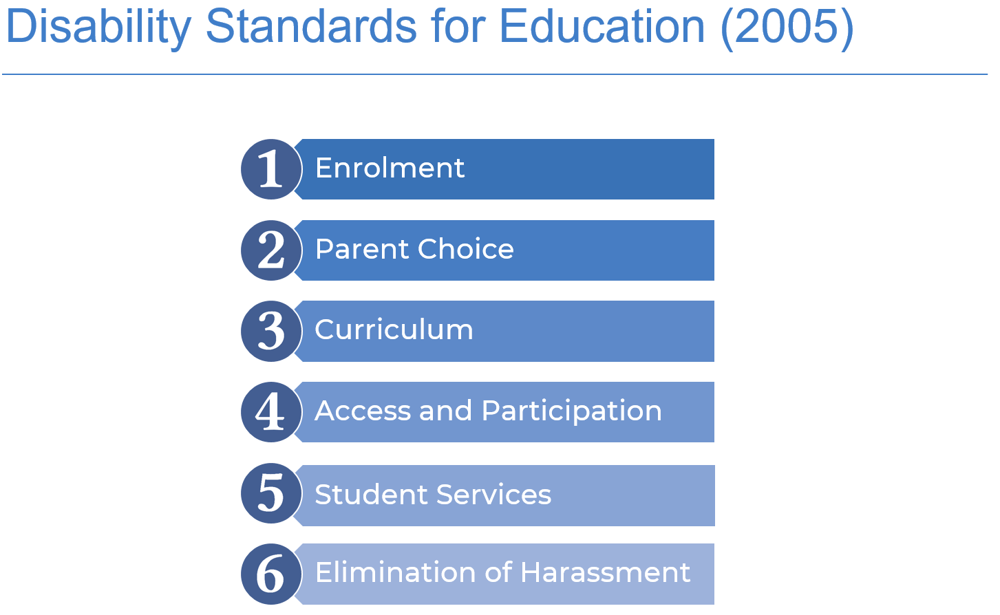 Disability Standards for Education (2005)
1 Enrolment
2 Parent Choice
3 Curriculum
4 Access and Participation
5 Student Services
6 Elimination of Harassment